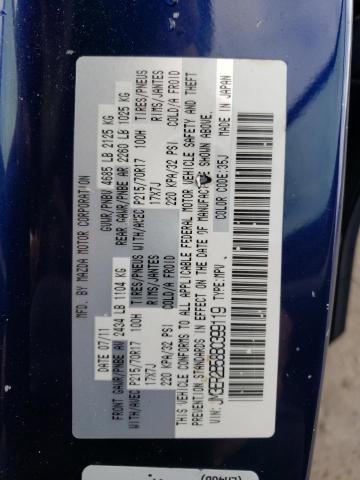 MFD. BY MAZDA MOTOR CORPORATION
DATE 07/11
GVWR/PNBV 4685 LB 2125 KG
FRONT GAWR/PNBE AV 2434 LB 1104 KG
REAR GAWR/PNBE AR 2260 LB 1025 KG
WITH/AVEC P215/70R17 100H TIRES/PNEUS
WITH/AVEC P215/70R17 100H TIRES/PNEUS
17X7J RIMS/JANTES
17X7J RIMS/JANTES
220 KPA/32 PSI COLD/A FROID
220 KPA/32 PSI COLD/A FROID
THIS VEHICLE CONFORMS TO ALL APPLICABLE FEDERAL MOTOR VEHICLE SAFETY AND THEFT
PREVENTION STANDARDS IN EFFECT ON THE DATE OF MANUFACTURE SHOWN ABOVE.
TYPE:MPV
COLOR CODE:35J MADE IN JAPAN